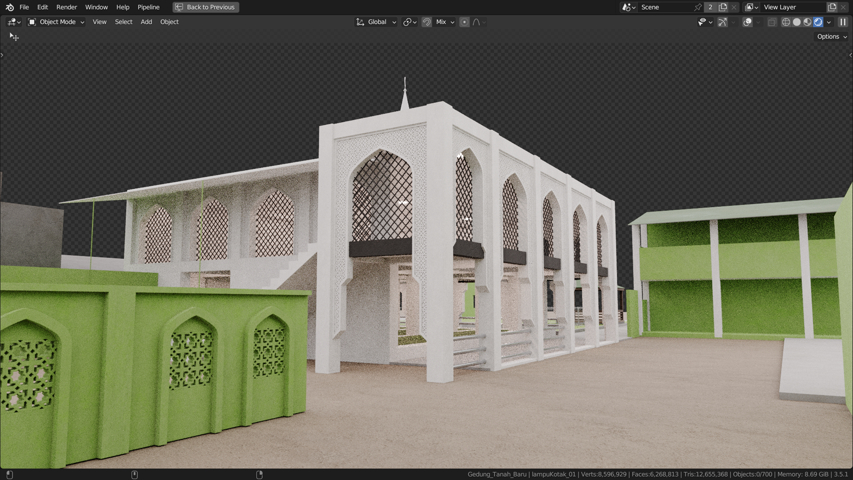 File Edit Render Window Help Pipeline Back to Previous Scene 2 View Layer
Object Mode View Select Add Object Global Mix
Options
Gedung_Tanah_Baru | lampuKotak_01 | Verts:8,596,929 | Faces:6,268,813 | Tris:12,655,368 | Objects:0/700 | Memory: 8.69 GiB | 3.5.1